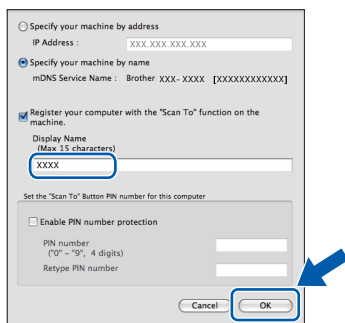 Specify your machine by address
IP Address : XXX.XXX.XXX.XXX
Specify your machine by name
mDNS Service Name : Brother XXX-XXXX [XXXXXXXXXXXX]
Register your computer with the "Scan To" function on the
machine.
Display Name
(Max 15 characters)
XXXX
Set the "Scan To" Button PIN number for this computer
Enable PIN number protection
PIN number
("0" - "9", 4 digits)
Retype PIN number
Cancel OK